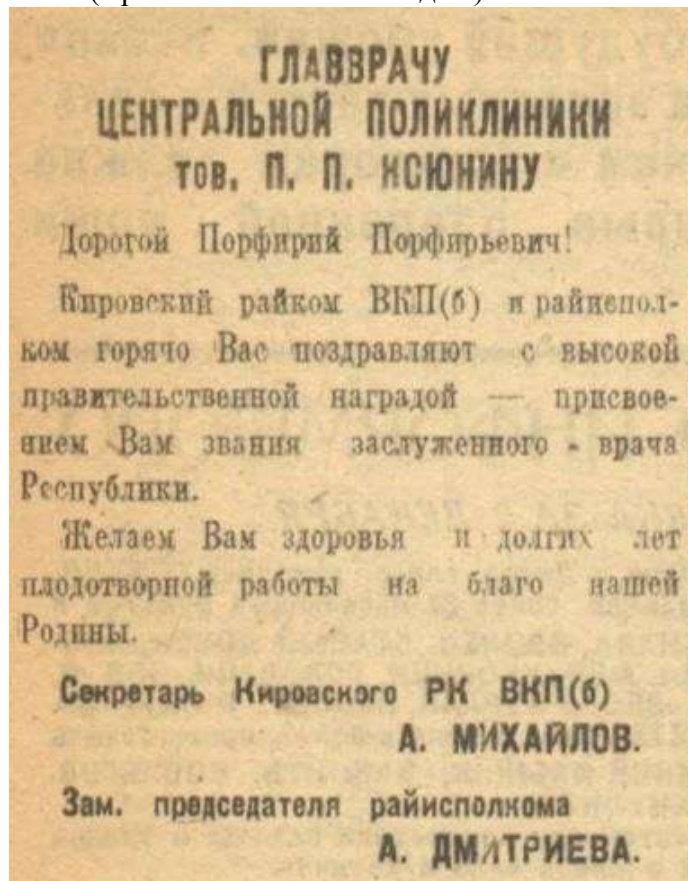 ГЛАВВРАЧУ
ЦЕНТРАЛЬНОЙ ПОЛИКЛИНИКИ
тов. П. П. КСЮНИНУ
Дорогой Порфирий Порфирьевич!
Кировский райком ВКП(б) и райиспол-
ком горячо Вас поздравляют с высокой
правительственной наградой — присвое-
нием Вам звания заслуженного - врача
Республики.
Желаем Вам здоровья и долгих лет
плодотворной работы на благо нашей
Родины.
Секретарь Кировского РК ВКП(б)
А. МИХАЙЛОВ.
Зам. председателя райисполкома
А. ДМИТРИЕВА.